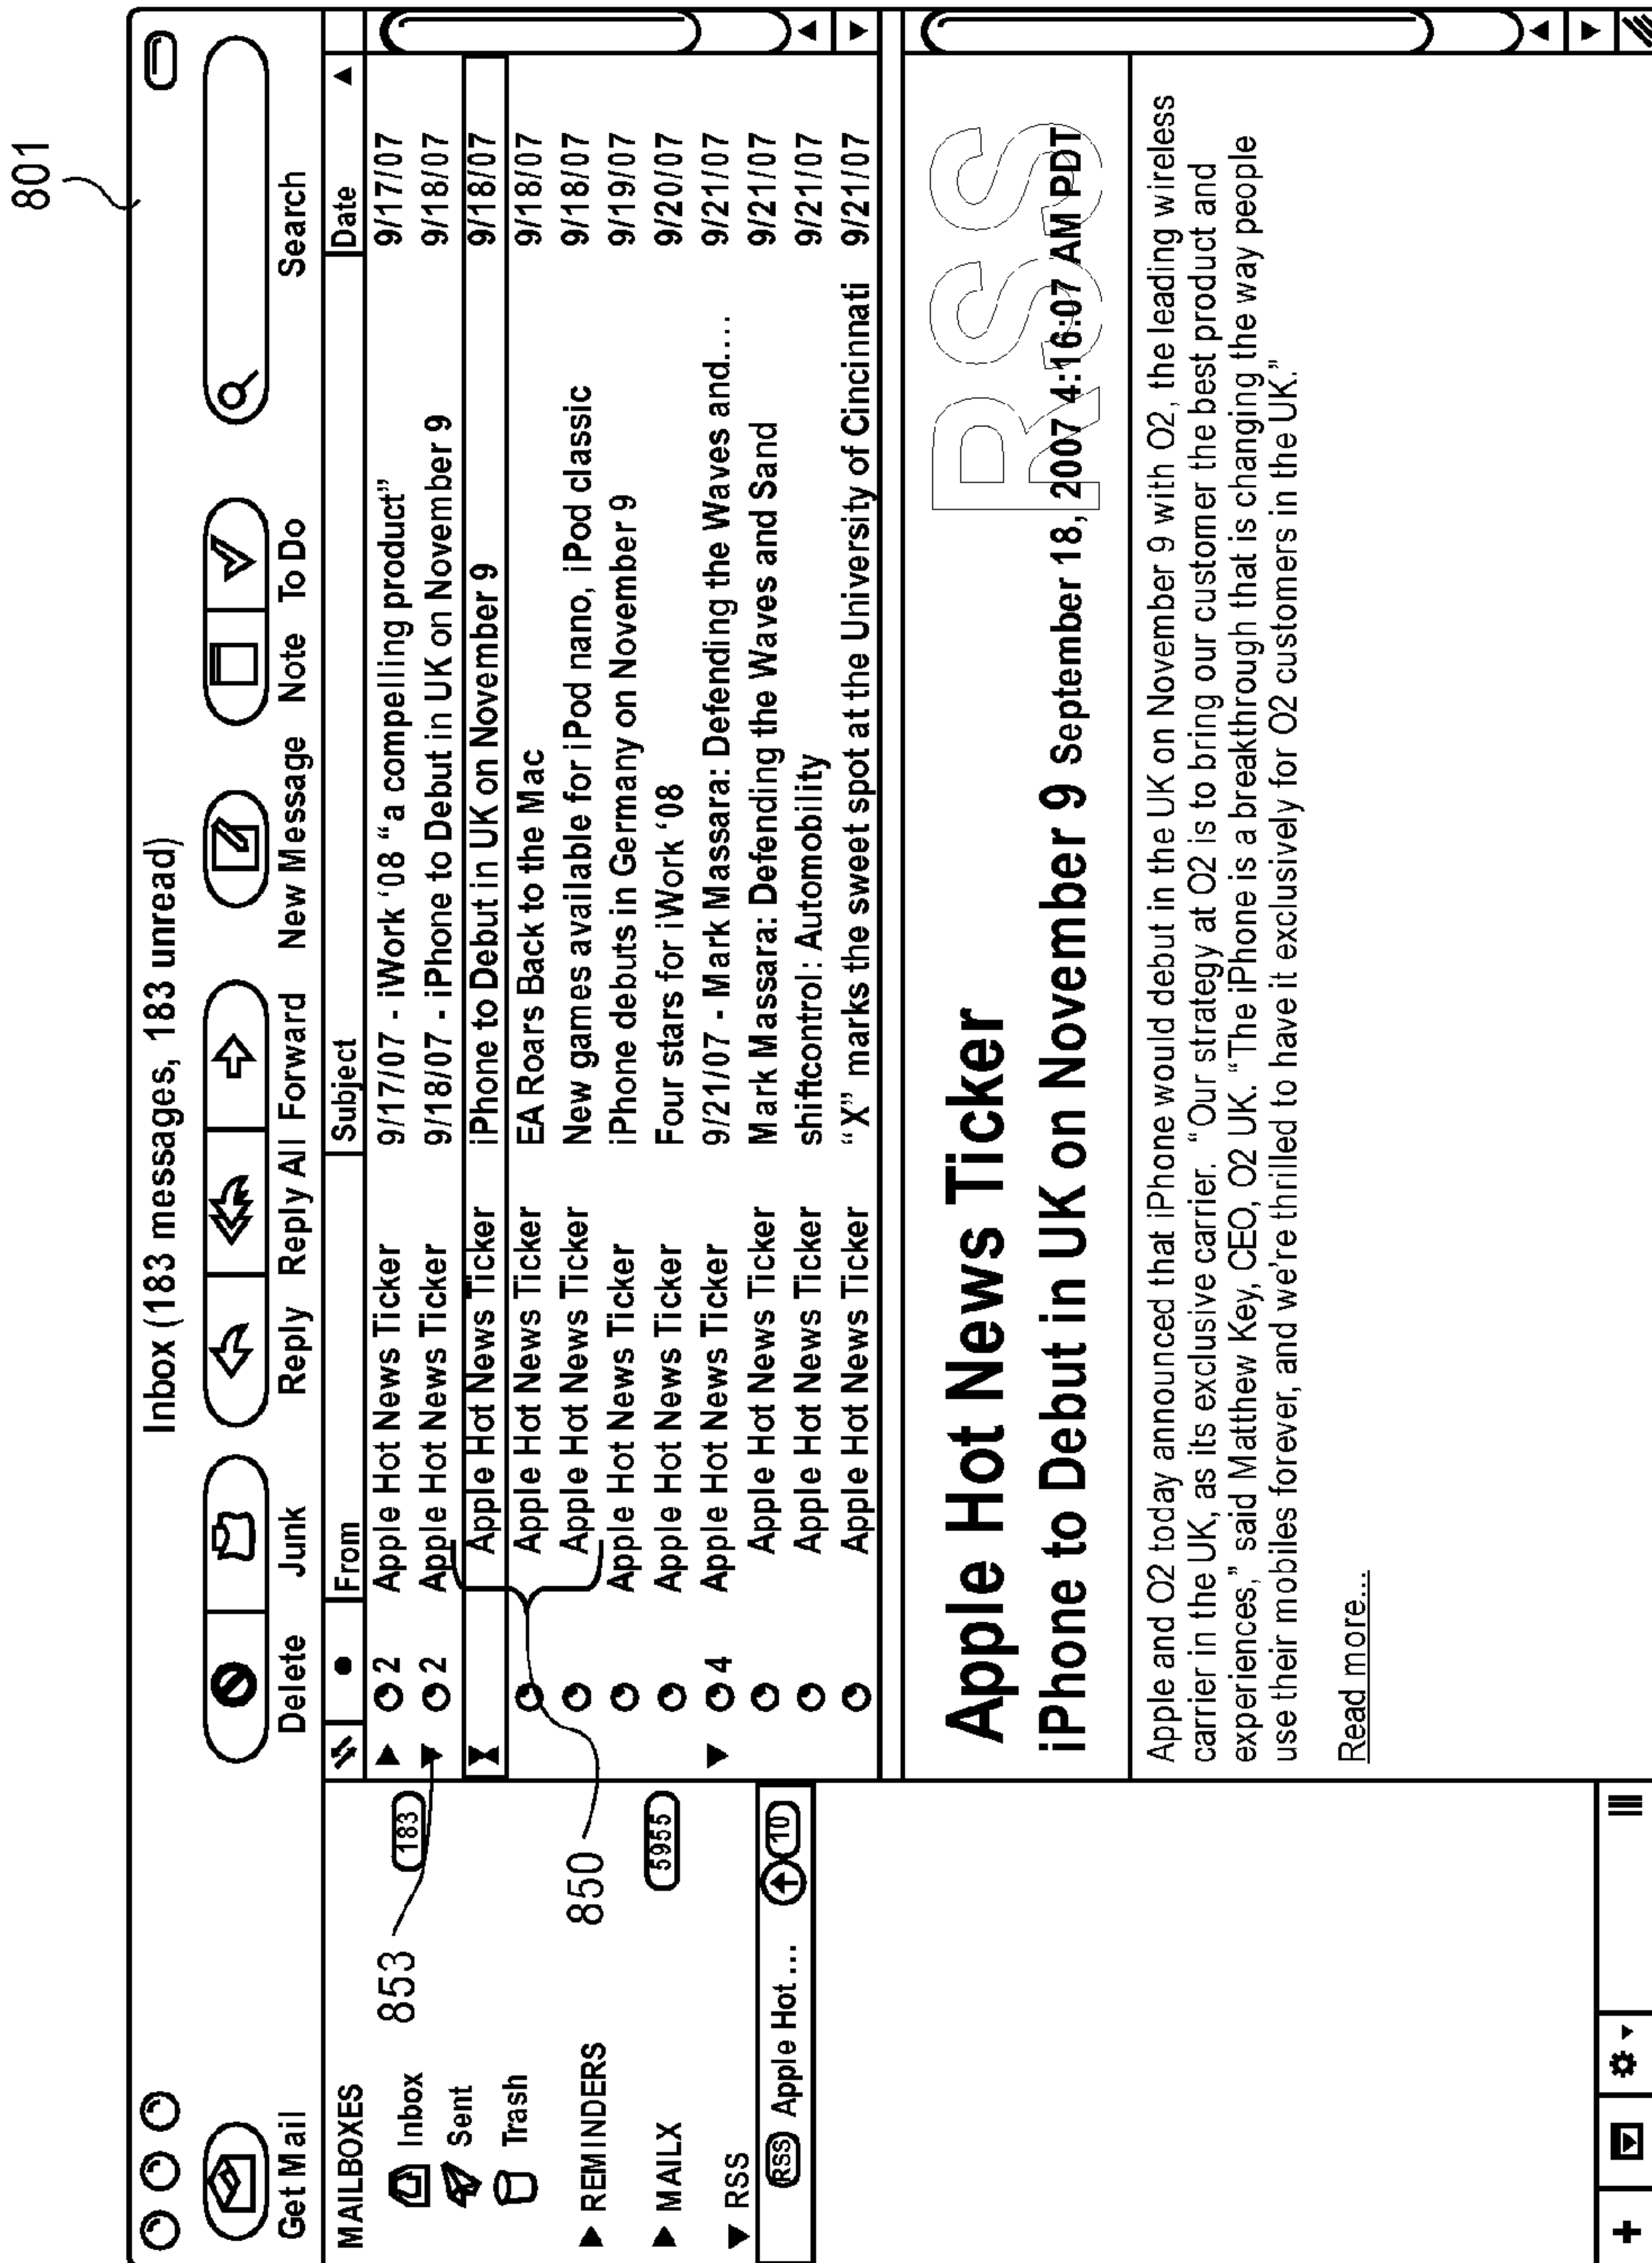 801
Inbox (183 messages, 183 unread)
Get Mail Delete Junk Reply Reply All Forward New Message Note To Do Search
MAILBOXES
Inbox 183
Sent
Trash
REMINDERS
MAILX 5955
RSS
RSS Apple Hot ... 10
853
850
From Subject Date
2 Apple Hot News Ticker 9/17/07 - iWork ‘08 “a compelling product” 9/17/07
2 Apple Hot News Ticker 9/18/07 - iPhone to Debut in UK on November 9 9/18/07
Apple Hot News Ticker iPhone to Debut in UK on November 9 9/18/07
Apple Hot News Ticker EA Roars Back to the Mac 9/18/07
Apple Hot News Ticker New games available for iPod nano, iPod classic 9/18/07
Apple Hot News Ticker iPhone debuts in Germany on November 9 9/19/07
Apple Hot News Ticker Four stars for iWork ‘08 9/20/07
4 Apple Hot News Ticker 9/21/07 - Mark Massara: Defending the Waves and.... 9/21/07
Apple Hot News Ticker Mark Massara: Defending the Waves and Sand 9/21/07
Apple Hot News Ticker shiftcontrol: Automobility 9/21/07
Apple Hot News Ticker “X” marks the sweet spot at the University of Cincinnati 9/21/07
RSS
Apple Hot News Ticker
iPhone to Debut in UK on November 9 September 18, 2007 4:16:07 AM PDT
Apple and O2 today announced that iPhone would debut in the UK on November 9 with O2, the leading wireless
carrier in the UK, as its exclusive carrier. “Our strategy at O2 is to bring our customer the best product and
experiences,” said Matthew Key, CEO, O2 UK. “The iPhone is a breakthrough that is changing the way people
use their mobiles forever, and we’re thrilled to have it exclusively for O2 customers in the UK.”
Read more...